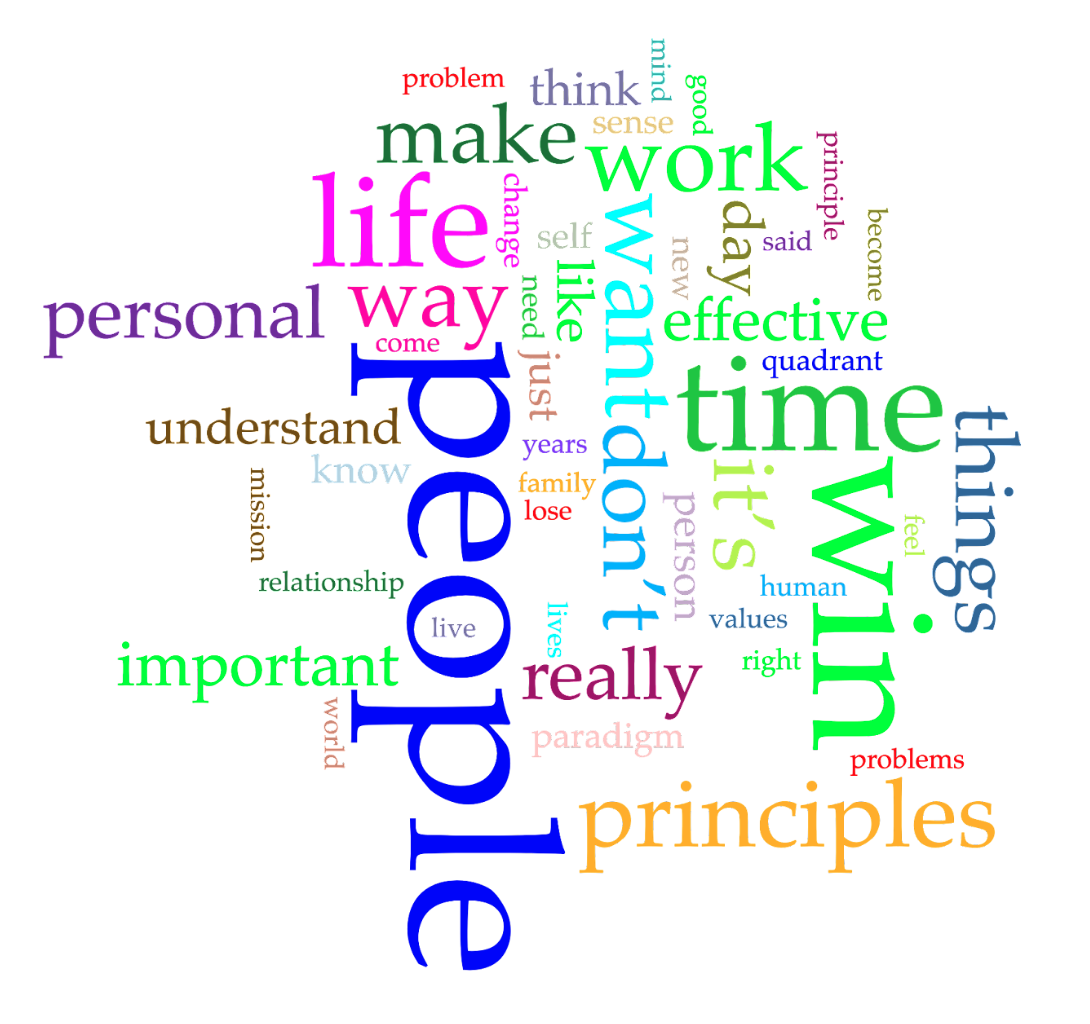 problem
think
mind
good
make
sense
work
principle
life
change
self
want
new
day
said
become
personal
way
need
like
effective
come
just
quadrant
people
time
things
understand
know
years
don't
it's
win
mission
family
lose
person
feel
relationship
human
live
lives
values
important
really
right
world
paradigm
problems
principles